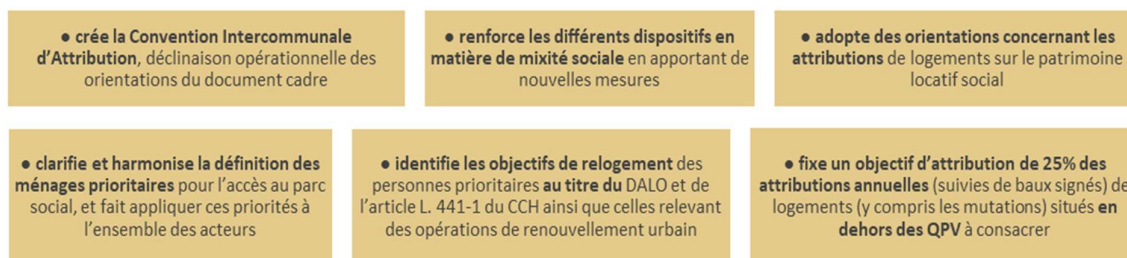 ● crée la Convention Intercommunale
d'Attribution, déclinaison opérationnelle des
orientations du document cadre
● renforce les différents dispositifs en
matière de mixité sociale en apportant de
nouvelles mesures
● adopte des orientations concernant les
attributions de logements sur le patrimoine
locatif social
● clarifie et harmonise la définition des
ménages prioritaires pour l'accès au parc
social, et fait appliquer ces priorités à
l'ensemble des acteurs
● identifie les objectifs de relogement des
personnes prioritaires au titre du DALO et de
l'article L. 441-1 du CCH ainsi que celles relevant
des opérations de renouvellement urbain
● fixe un objectif d'attribution de 25% des
attributions annuelles (suivies de baux signés) de
logements (y compris les mutations) situés en
dehors des QPV à consacrer